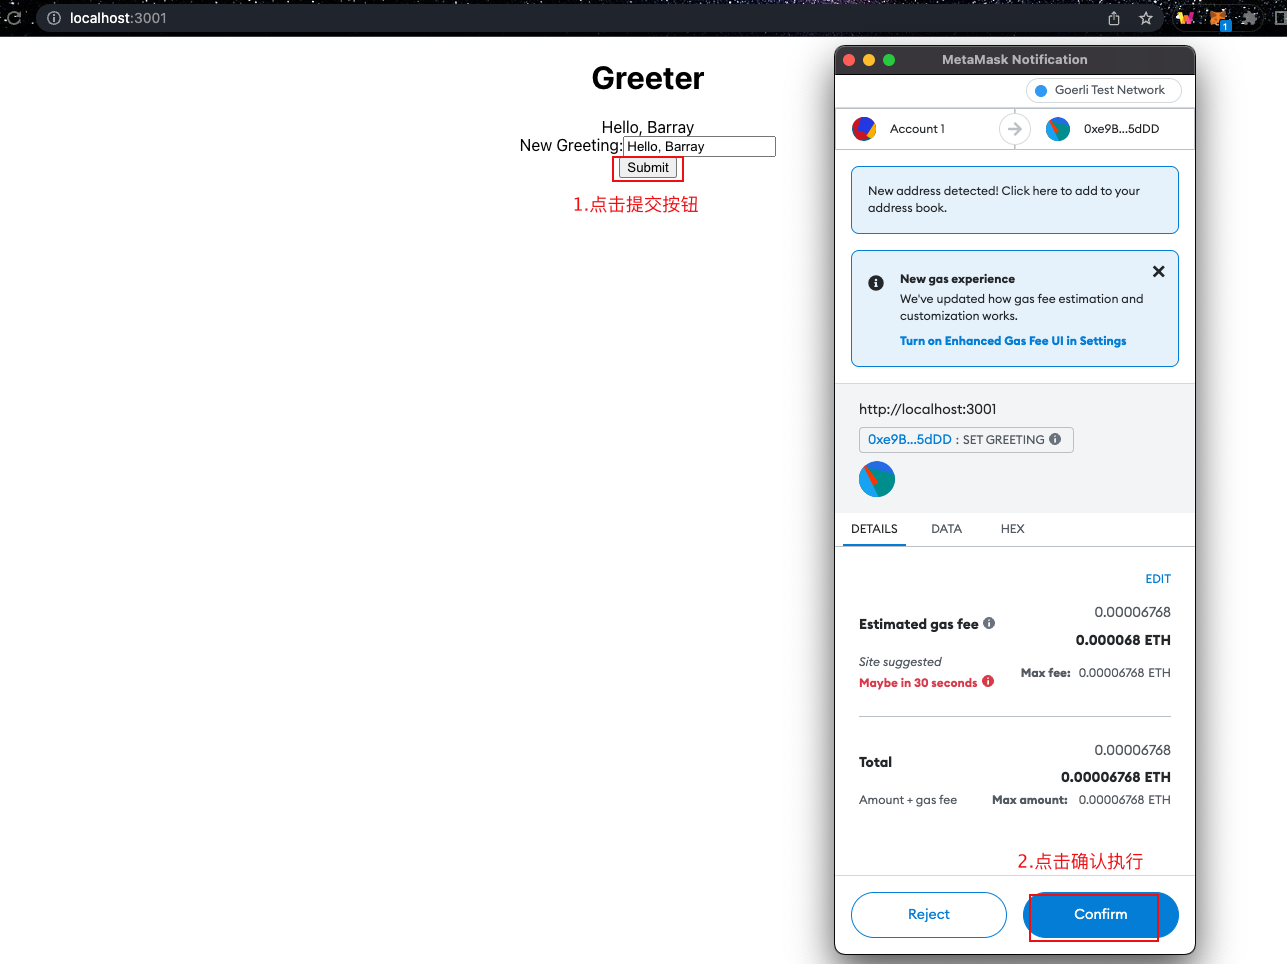 localhost:3001
1
Greeter
Hello, Barray
New Greeting: Hello, Barray
Submit
1.点击提交按钮
MetaMask Notification
Goerli Test Network
Account 1
0xe9B...5dDD
New address detected! Click here to add to your
address book.
New gas experience
We've updated how gas fee estimation and
customization works.
Turn on Enhanced Gas Fee UI in Settings
http://localhost:3001
0xe9B...5dDD : SET GREETING
DETAILS DATA HEX
EDIT
0.00006768
Estimated gas fee
0.000068 ETH
Site suggested
Max fee: 0.00006768 ETH
Maybe in 30 seconds
0.00006768
Total
0.00006768 ETH
Amount + gas fee Max amount: 0.00006768 ETH
2.点击确认执行
Reject Confirm